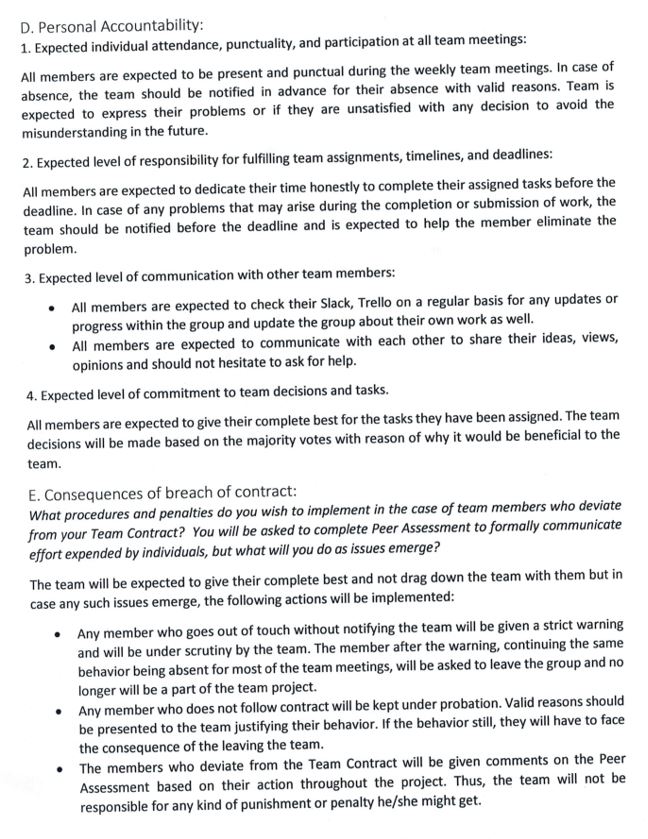 D. Personal Accountability:
1. Expected individual attendance, punctuality, and participation at all team meetings:
All members are expected to be present and punctual during the weekly team meetings. In case of
absence, the team should be notified in advance for their absence with valid reasons. Team is
expected to express their problems or if they are unsatisfied with any decision to avoid the
misunderstanding in the future.
2. Expected level of responsibility for fulfilling team assignments, timelines, and deadlines:
All members are expected to dedicate their time honestly to complete their assigned tasks before the
deadline. In case of any problems that may arise during the completion or submission of work, the
team should be notified before the deadline and is expected to help the member eliminate the
problem.
3. Expected level of communication with other team members:
• All members are expected to check their Slack, Trello on a regular basis for any updates or
progress within the group and update the group about their own work as well.
• All members are expected to communicate with each other to share their ideas, views,
opinions and should not hesitate to ask for help.
4. Expected level of commitment to team decisions and tasks.
All members are expected to give their complete best for the tasks they have been assigned. The team
decisions will be made based on the majority votes with reason of why it would be beneficial to the
team.
E. Consequences of breach of contract:
What procedures and penalties do you wish to implement in the case of team members who deviate
from your Team Contract? You will be asked to complete Peer Assessment to formally communicate
effort expended by individuals, but what will you do as issues emerge?
The team will be expected to give their complete best and not drag down the team with them but in
case any such issues emerge, the following actions will be implemented:
• Any member who goes out of touch without notifying the team will be given a strict warning
and will be under scrutiny by the team. The member after the warning, continuing the same
behavior being absent for most of the team meetings, will be asked to leave the group and no
longer will be a part of the team project.
• Any member who does not follow contract will be kept under probation. Valid reasons should
be presented to the team justifying their behavior. If the behavior still, they will have to face
the consequence of the leaving the team.
• The members who deviate from the Team Contract will be given comments on the Peer
Assessment based on their action throughout the project. Thus, the team will not be
responsible for any kind of punishment or penalty he/she might get.